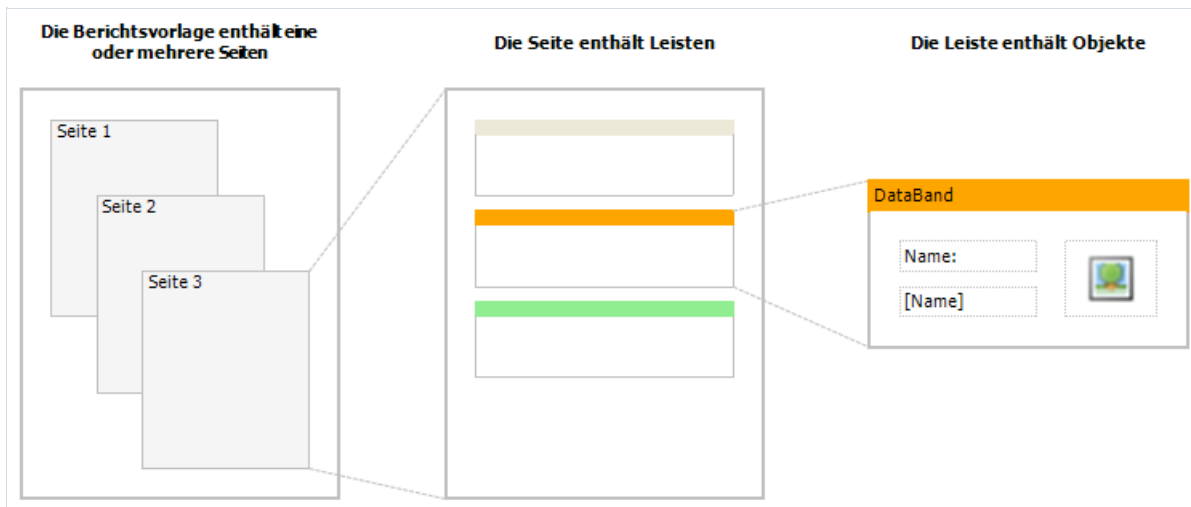 Die Berichtsvorlage enthält eine
oder mehrere Seiten
Die Seite enthält Leisten
Die Leiste enthält Objekte
Seite 1
Seite 2
Seite 3
DataBand
Name:
[Name]